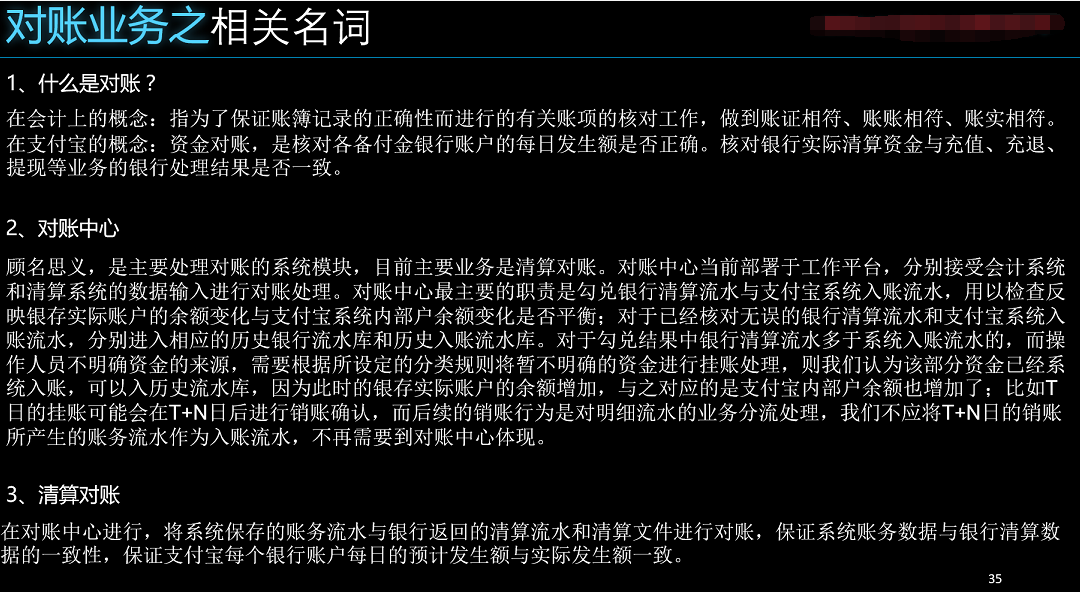 对账业务之相关名词
1、什么是对账？
在会计上的概念：指为了保证账簿记录的正确性而进行的有关账项的核对工作，做到账证相符、账账相符、账实相符。
在支付宝的概念：资金对账，是核对各备付金银行账户的每日发生额是否正确。核对银行实际清算资金与充值、充退、
提现等业务的银行处理结果是否一致。
2、对账中心
顾名思义，是主要处理对账的系统模块，目前主要业务是清算对账。对账中心当前部署于工作平台，分别接受会计系统
和清算系统的数据输入进行对账处理。对账中心最主要的职责是勾兑银行清算流水与支付宝系统入账流水，用以检查反
映银存实际账户的余额变化与支付宝系统内部户余额变化是否平衡；对于已经核对无误的银行清算流水和支付宝系统入
账流水，分别进入相应的历史银行流水库和历史入账流水库。对于勾兑结果中银行清算流水多于系统入账流水的，而操
作人员不明确资金的来源，需要根据所设定的分类规则将暂不明确的资金进行挂账处理，则我们认为该部分资金已经系
统入账，可以入历史流水库，因为此时的银存实际账户的余额增加，与之对应的是支付宝内部户余额也增加了；比如T
日的挂账可能会在T+N日后进行销账确认，而后续的销账行为是对明细流水的业务分流处理，我们不应将T+N日的销账
所产生的账务流水作为入账流水，不再需要到对账中心体现。
3、清算对账
在对账中心进行，将系统保存的账务流水与银行返回的清算流水和清算文件进行对账，保证系统账务数据与银行清算数
据的一致性，保证支付宝每个银行账户每日的预计发生额与实际发生额一致。
35